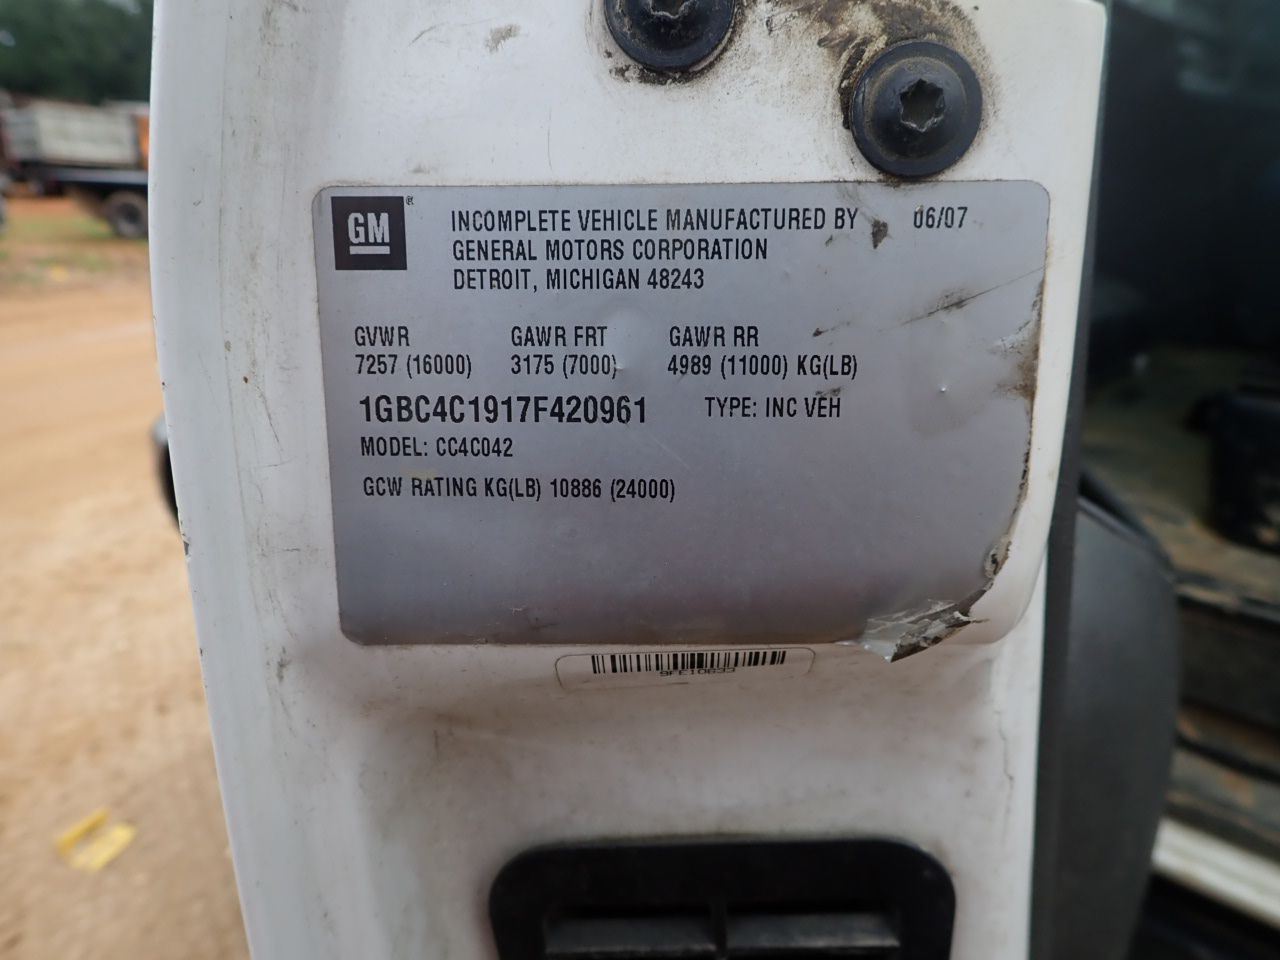 GM
INCOMPLETE VEHICLE MANUFACTURED BY 06/07
GENERAL MOTORS CORPORATION
DETROIT, MICHIGAN 48243
GVWR GAWR FRT GAWR RR
7257 (16000) 3175 (7000) 4989 (11000) KG(LB)
1GBC4C1917F420961 TYPE: INC VEH
MODEL: CC4C042
GCW RATING KG(LB) 10886 (24000)